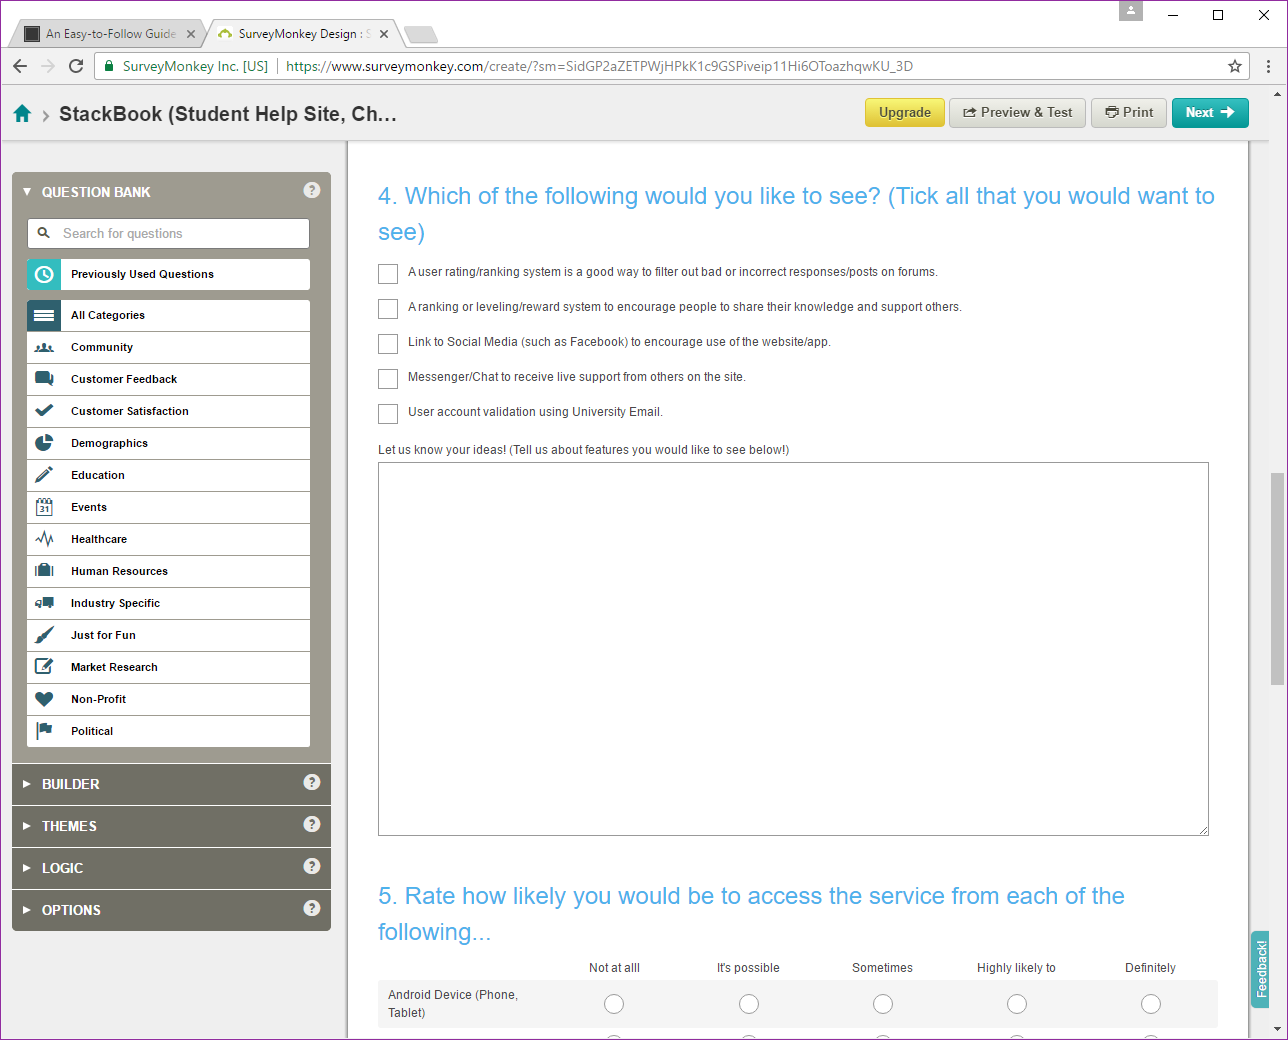 An Easy-to-Follow Guide
SurveyMonkey Design : S
SurveyMonkey Inc. [US]
https://www.surveymonkey.com/create/?sm=SidGP2aZETPWjHPkK1c9GSPiveip11Hi6OToazhqwKU_3D
StackBook (Student Help Site, Ch...
Upgrade
Preview & Test
Print
Next
QUESTION BANK
?
Search for questions
Previously Used Questions
All Categories
Community
Customer Feedback
Customer Satisfaction
Demographics
Education
31
Events
Healthcare
Human Resources
Industry Specific
Just for Fun
Market Research
Non-Profit
Political
BUILDER
?
THEMES
?
LOGIC
?
OPTIONS
?
4. Which of the following would you like to see? (Tick all that you would want to
see)
A user rating/ranking system is a good way to filter out bad or incorrect responses/posts on forums.
A ranking or leveling/reward system to encourage people to share their knowledge and support others.
Link to Social Media (such as Facebook) to encourage use of the website/app.
Messenger/Chat to receive live support from others on the site.
User account validation using University Email.
Let us know your ideas! (Tell us about features you would like to see below!)
5. Rate how likely you would be to access the service from each of the
following...
Not at alll
It's possible
Sometimes
Highly likely to
Definitely
Android Device (Phone,
Tablet)
Feedback!